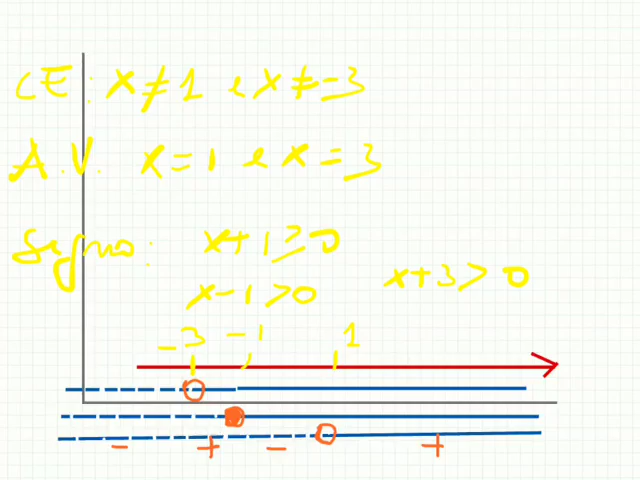 CE: x≠1 e x≠-3
A.V. x=1 e x=3
Segno: x+1≥0
x-1>0 x+3>0
-3 -1 1
- + - +